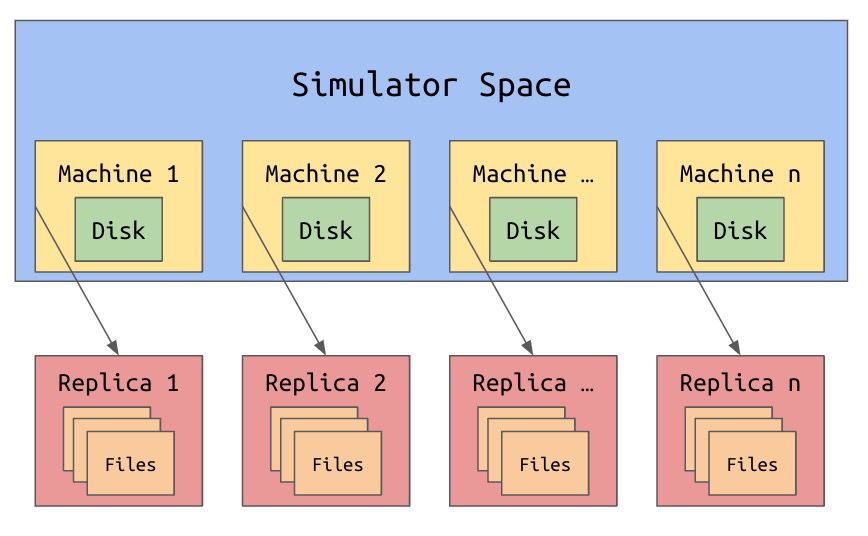 Simulator Space
Machine 1
Machine 2
Machine …
Machine n
Disk
Disk
Disk
Disk
Replica 1
Replica 2
Replica …
Replica n
Files
Files
Files
Files